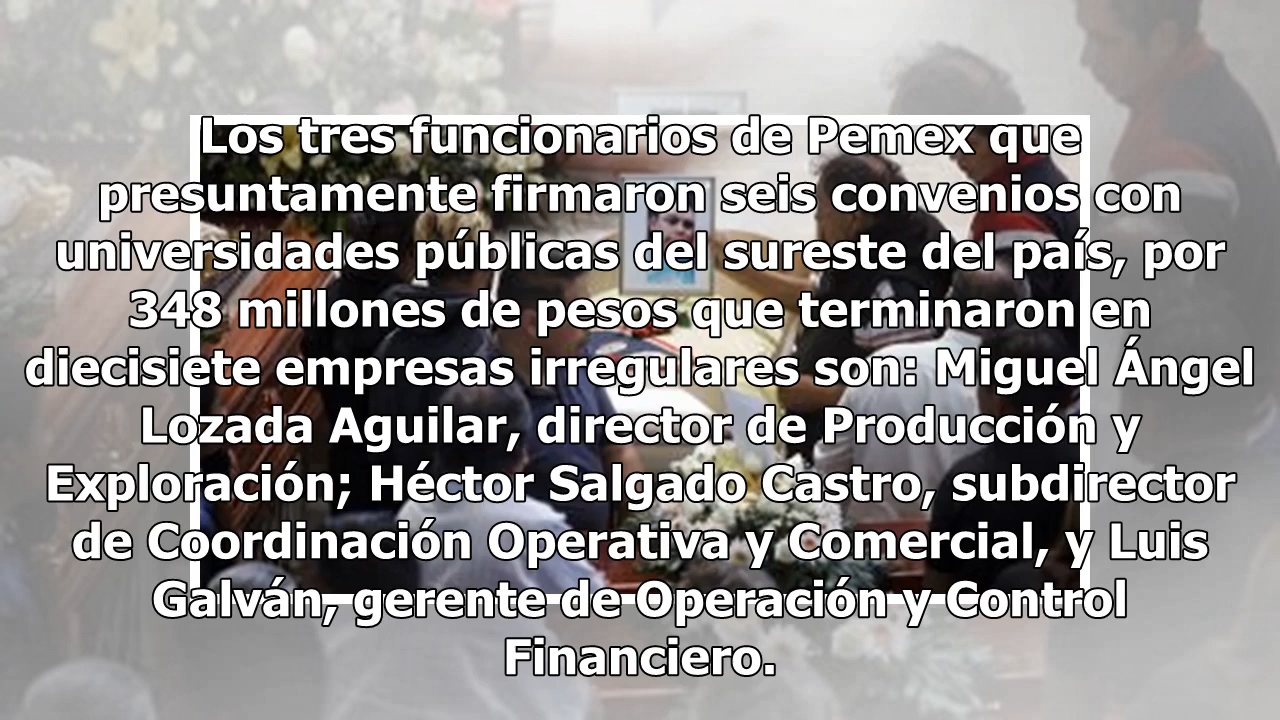 Los tres funcionarios de Pemex que
presuntamente firmaron seis convenios con
universidades públicas del sureste del país, por
348 millones de pesos que terminaron en
diecisiete empresas irregulares son: Miguel Ángel
Lozada Aguilar, director de Producción y
Exploración; Héctor Salgado Castro, subdirector
de Coordinación Operativa y Comercial, y Luis
Galván, gerente de Operación y Control
Financiero.